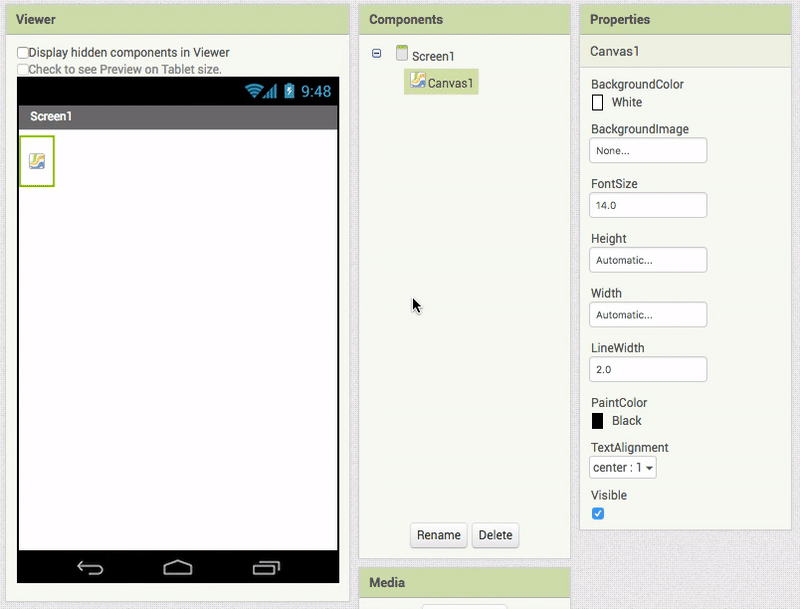 Viewer
Display hidden components in Viewer
Check to see Preview on Tablet size.
9:48
Screen1
Components
Screen1
Canvas1
Rename
Delete
Media
Properties
Canvas1
BackgroundColor
White
BackgroundImage
None...
FontSize
14.0
Height
Automatic...
Width
Automatic...
LineWidth
2.0
PaintColor
Black
TextAlignment
center : 1
Visible